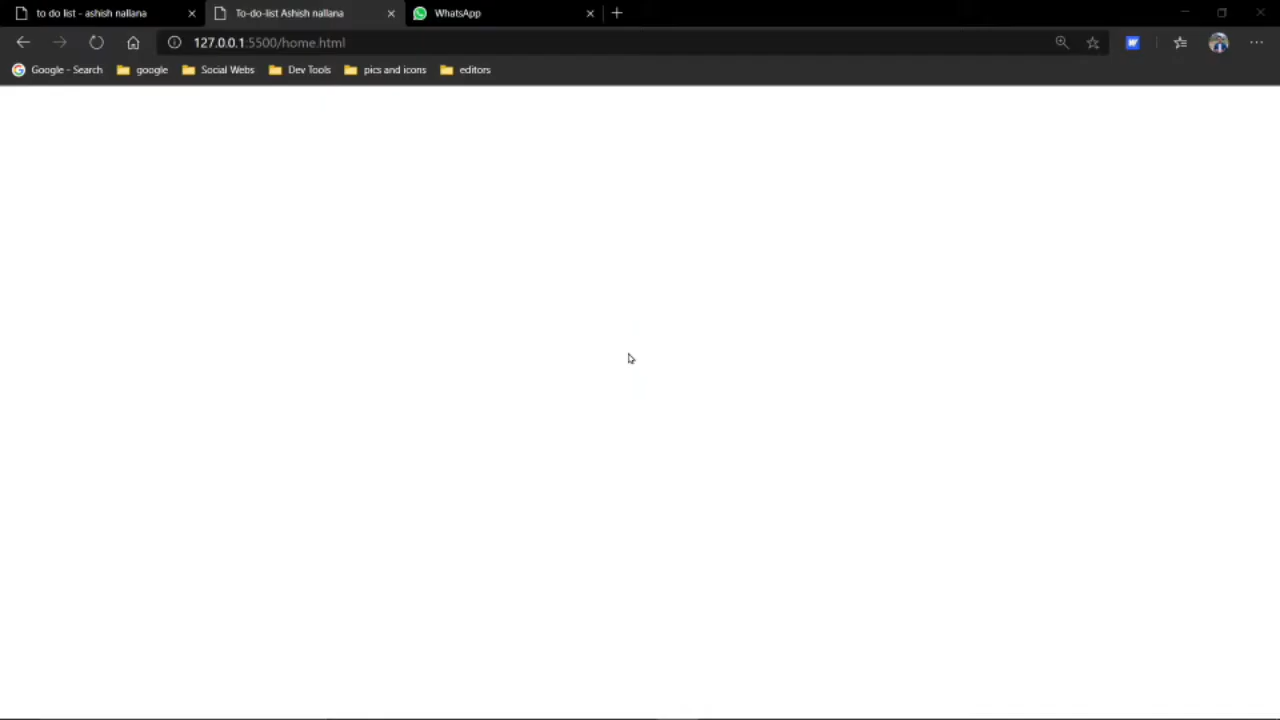 to do list - ashish nallana
To-do-list Ashish nallana
WhatsApp
127.0.0.1:5500/home.html
Google - Search
google
Social Webs
Dev Tools
pics and icons
editors